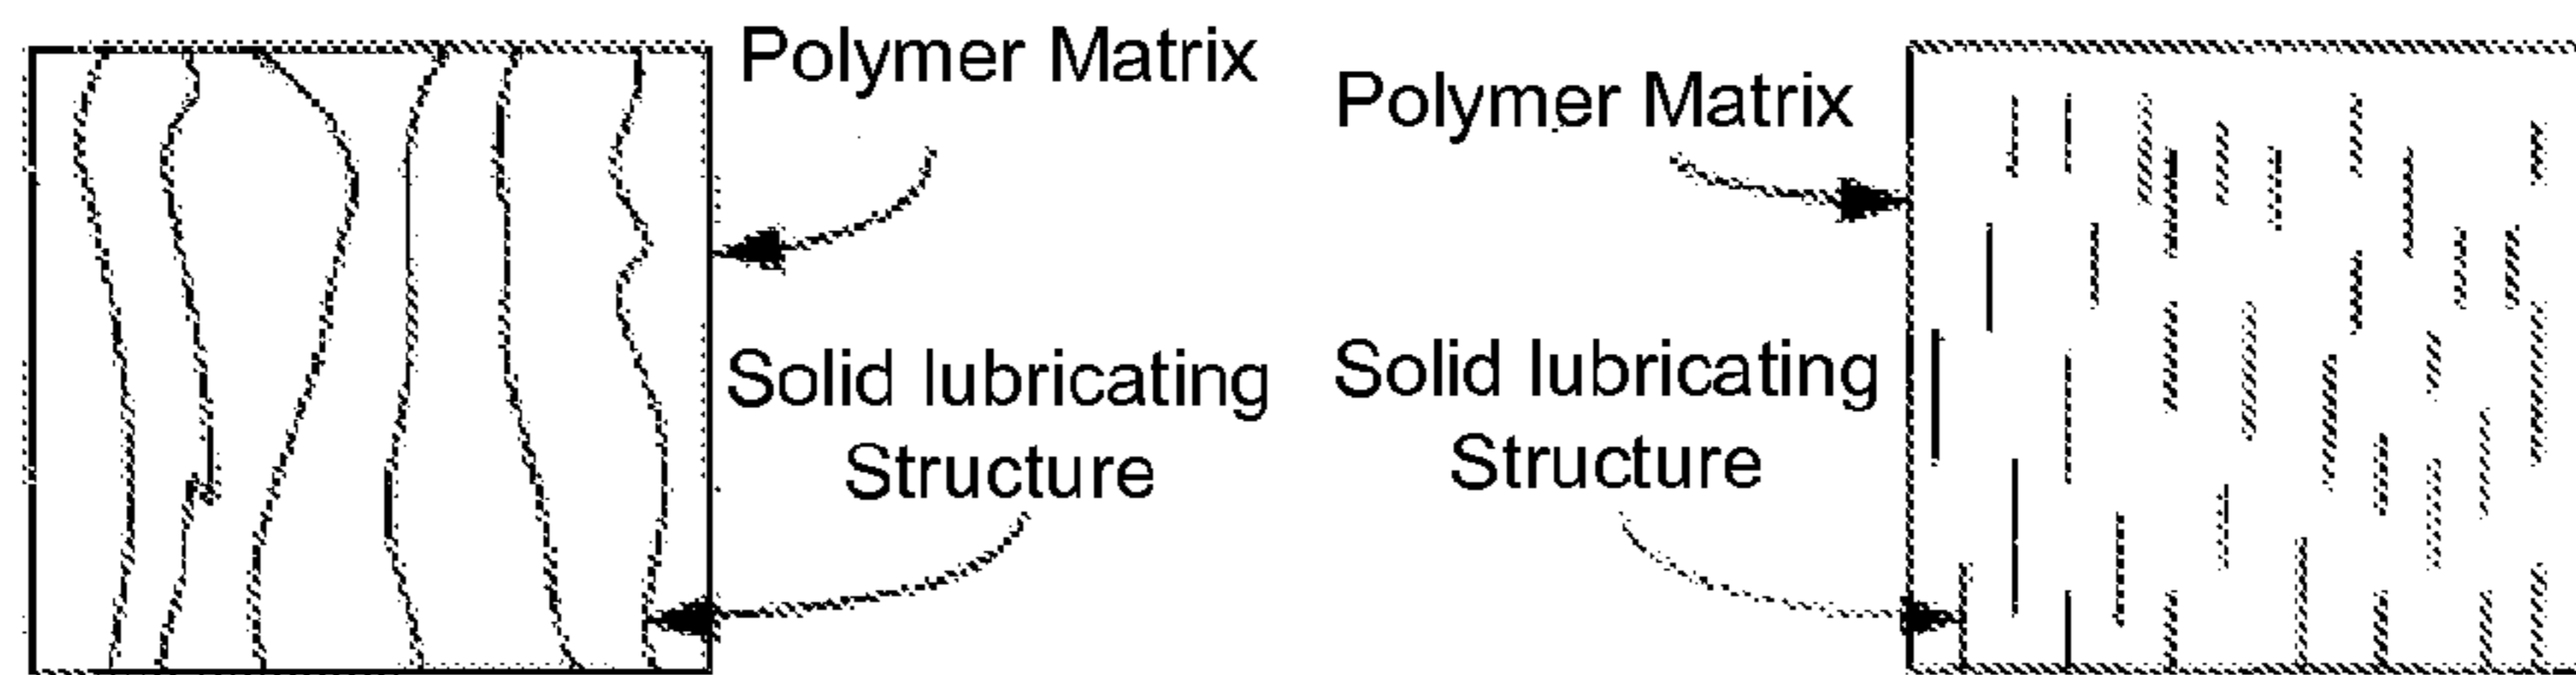 Polymer Matrix
Solid lubricating
Structure
Polymer Matrix
Solid lubricating
Structure